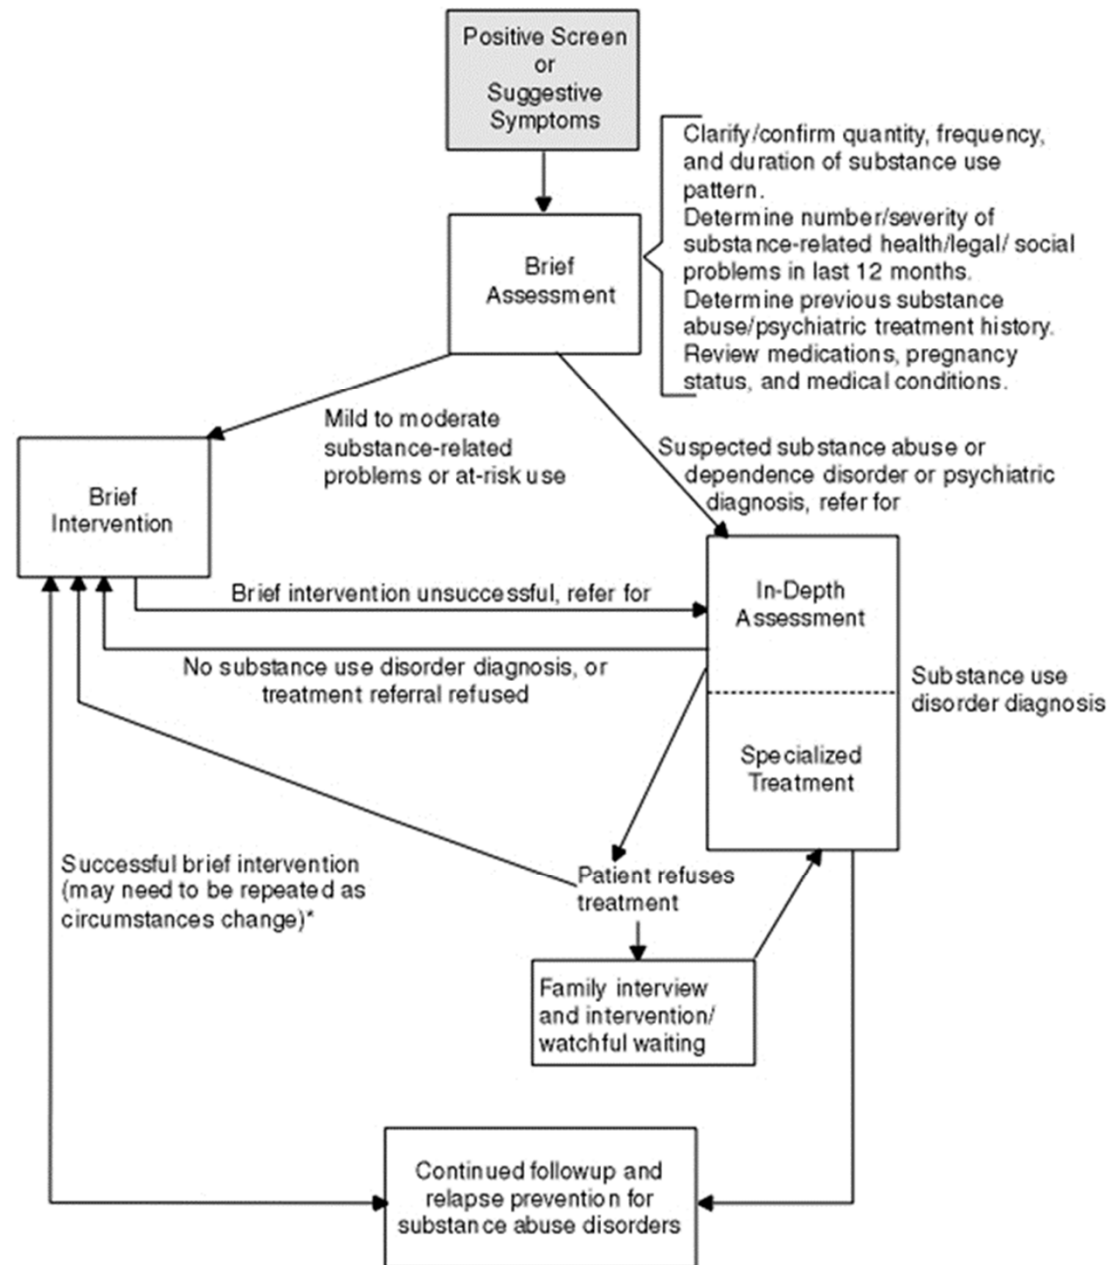 Positive Screen
or
Suggestive
Symptoms
Clarify/confirm quantity, frequency,
and duration of substance use
pattern.
Determine number/severity of
substance-related health/legal/ social
problems in last 12 months.
Determine previous substance
abuse/psychiatric treatment history.
Review medications, pregnancy
status, and medical conditions.
Brief
Assessment
Mild to moderate
substance-related
problems or at-risk use
Suspected substance abuse or
dependence disorder or psychiatric
diagnosis, refer for
Brief
Intervention
Brief intervention unsuccessful, refer for
In-Depth
Assessment
No substance use disorder diagnosis, or
treatment referral refused
Substance use
disorder diagnosis
Specialized
Treatment
Successful brief intervention
(may need to be repeated as
circumstances change)*
Patient refuses
treatment
Family interview
and intervention/
watchful waiting
Continued followup and
relapse prevention for
substance abuse disorders